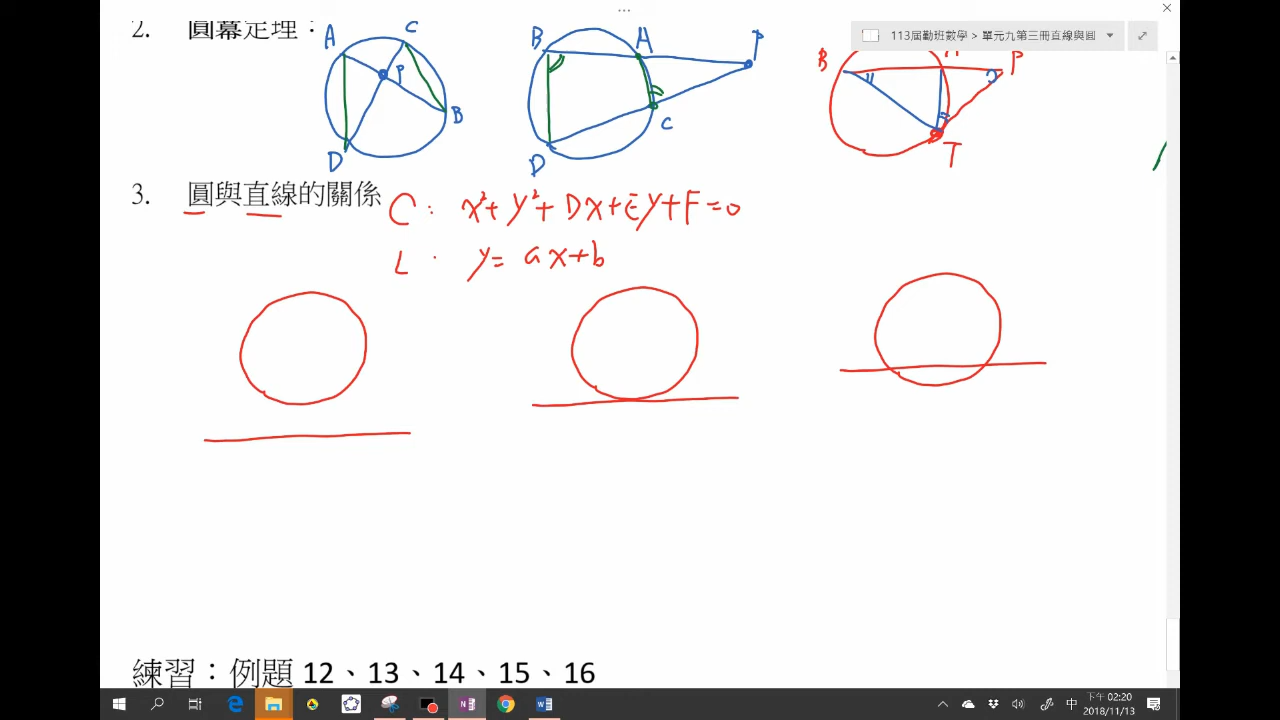 2. 圓冪定理：
113屆勤班數學 > 單元九第三冊直線與圓
A C P B D
B A P C D
B P T
3. 圓與直線的關係 C: x²+y²+Dx+Ey+F=0
L: y=ax+b
練習：例題 12、13、14、15、16
中 下午 02:20
2018/11/13